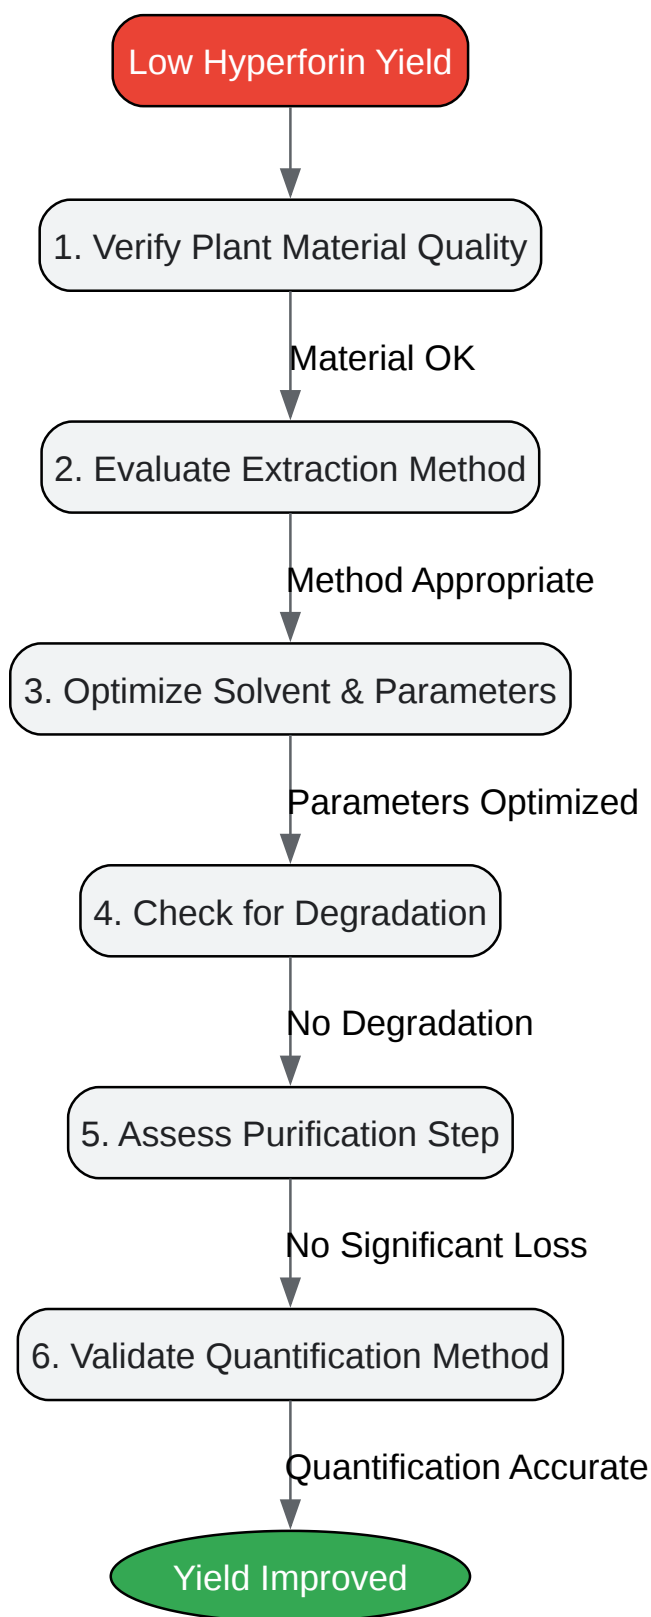 Low Hyperforin Yield
1. Verify Plant Material Quality
Material OK
2. Evaluate Extraction Method
Method Appropriate
3. Optimize Solvent & Parameters
Parameters Optimized
4. Check for Degradation
No Degradation
5. Assess Purification Step
No Significant Loss
6. Validate Quantification Method
Quantification Accurate
Yield Improved